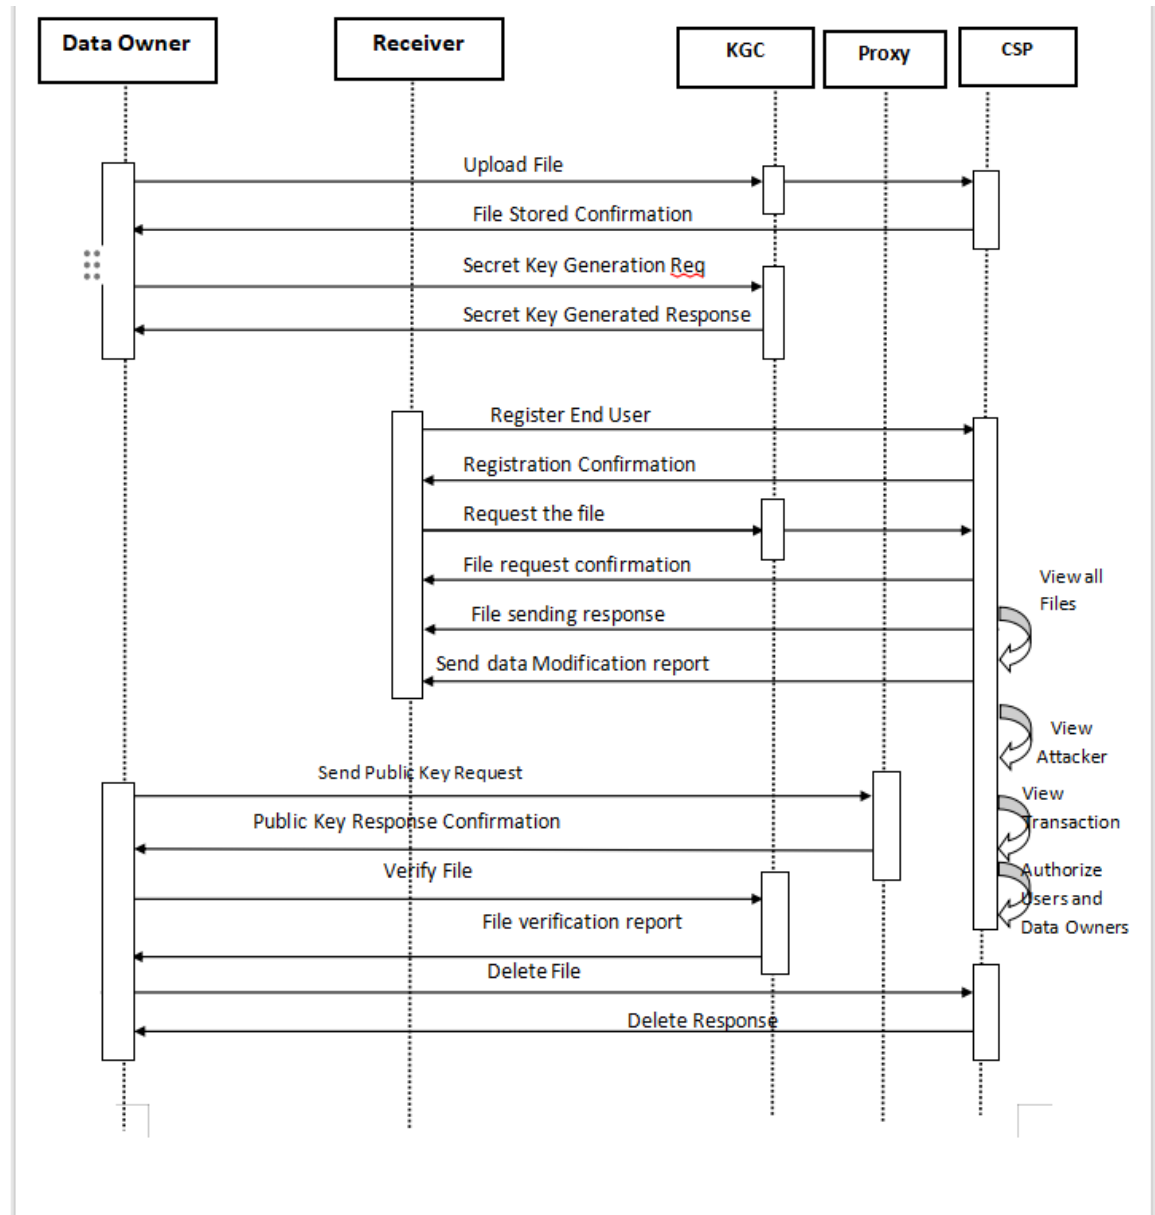 Data Owner
Receiver
KGC
Proxy
CSP
Upload File
File Stored Confirmation
Secret Key Generation Req
Secret Key Generated Response
Register End User
Registration Confirmation
Request the file
File request confirmation
View all
Files
File sending response
Send data Modification report
View
Attacker
Send Public Key Request
View
Transaction
Public Key Response Confirmation
Verify File
Authorize
Users and
Data Owners
File verification report
Delete File
Delete Response